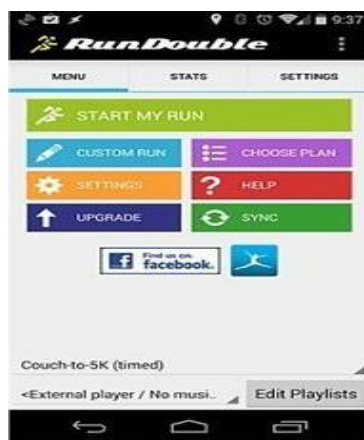 9:37
RunDouble
MENU STATS SETTINGS
START MY RUN
CUSTOM RUN CHOOSE PLAN
SETTINGS HELP
UPGRADE SYNC
Find us on
facebook.
Couch-to-5K (timed)
<External player / No musi.. Edit Playlists